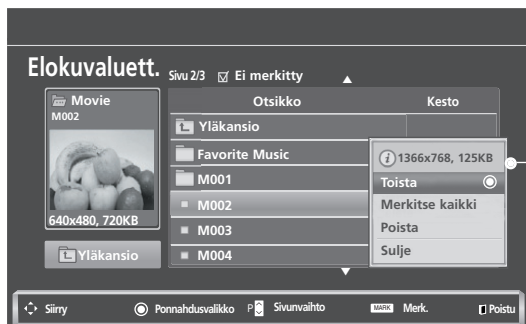 Elokuvaluett. Sivu 2/3 Ei merkitty
Movie
M002
640x480, 720KB
Yläkansio
Otsikko Kesto
Yläkansio
Favorite Music
M001
M002
M003
M004
1366x768, 125KB
Toista
Merkitse kaikki
Poista
Sulje
Siirry Ponnahdusvalikko P Sivunvaihto MARK Merk. Poistu